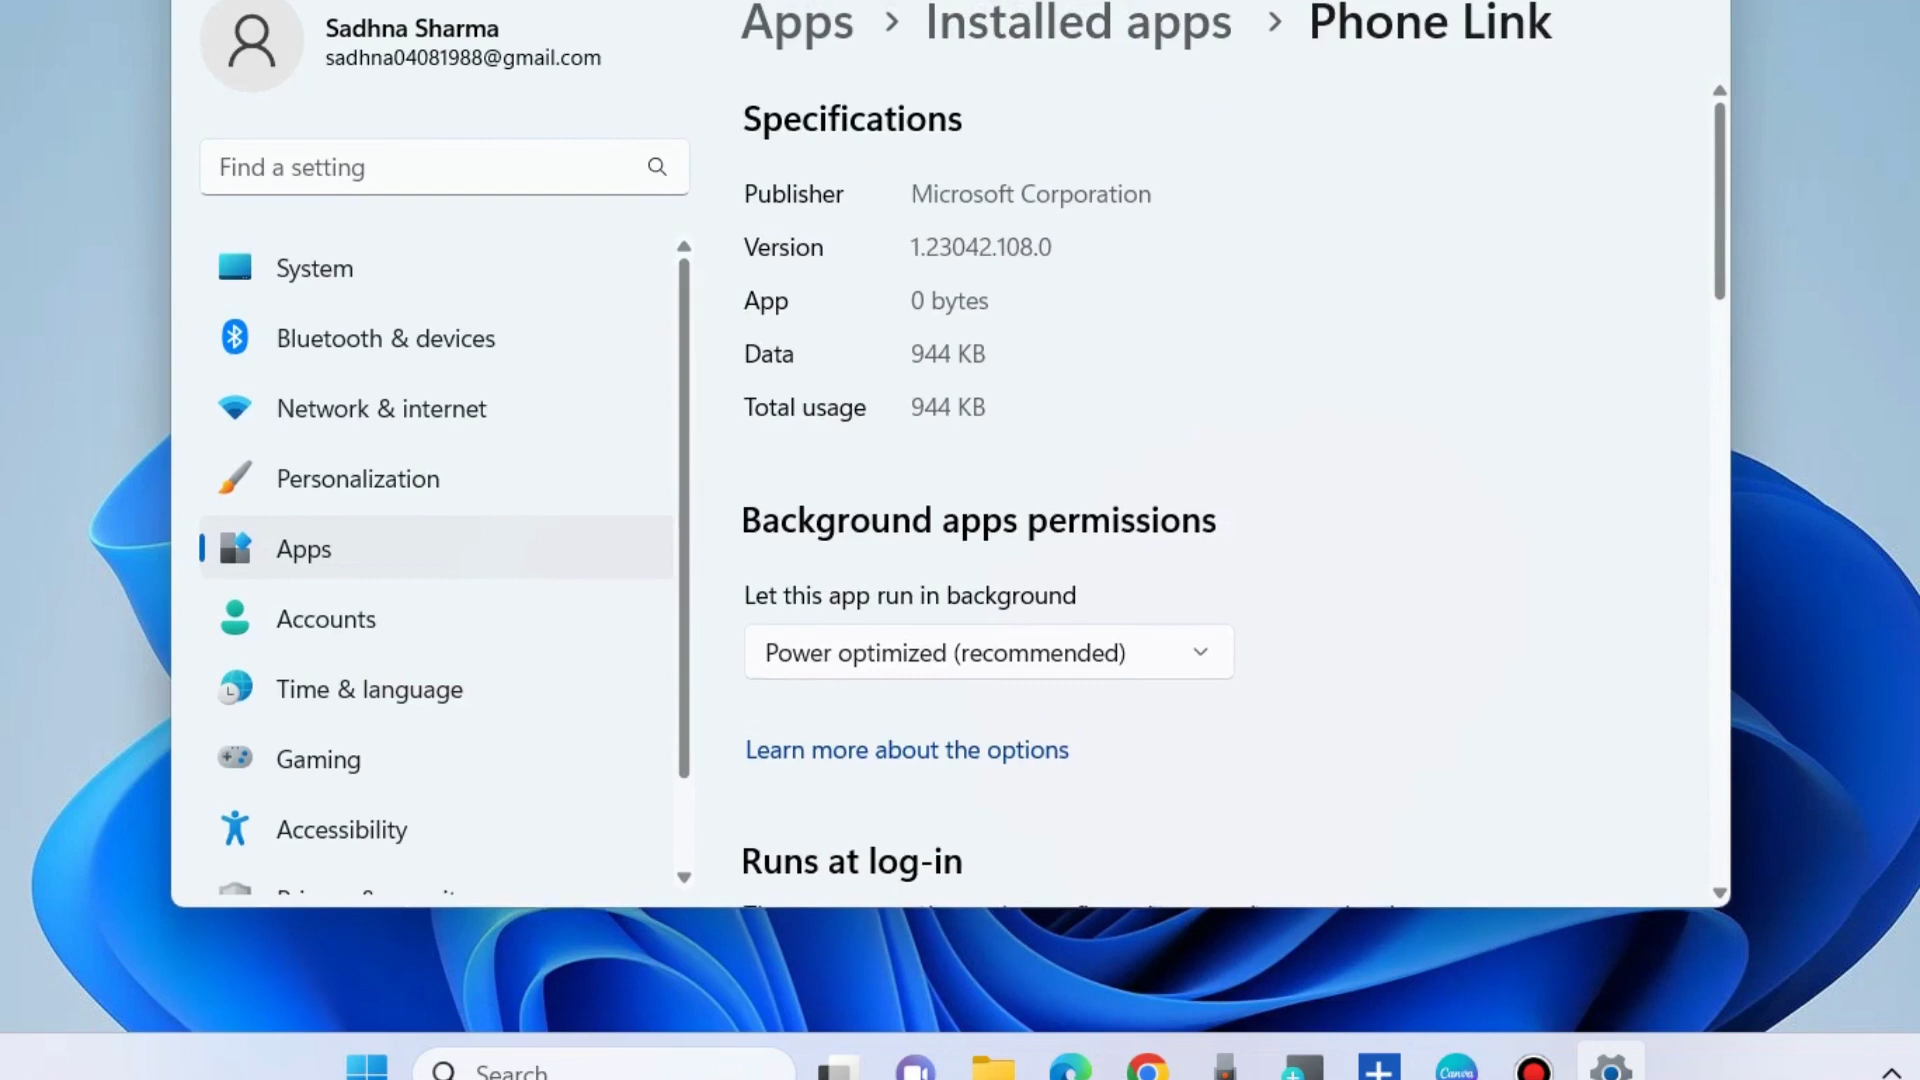 Sadhna Sharma
sadhna04081988@gmail.com
Apps > Installed apps > Phone Link
Find a setting
System
Bluetooth & devices
Network & internet
Personalization
Apps
Accounts
Time & language
Gaming
Accessibility
Specifications
Publisher Microsoft Corporation
Version 1.23042.108.0
App 0 bytes
Data 944 KB
Total usage 944 KB
Background apps permissions
Let this app run in background
Power optimized (recommended)
Learn more about the options
Runs at log-in
Search
Canva